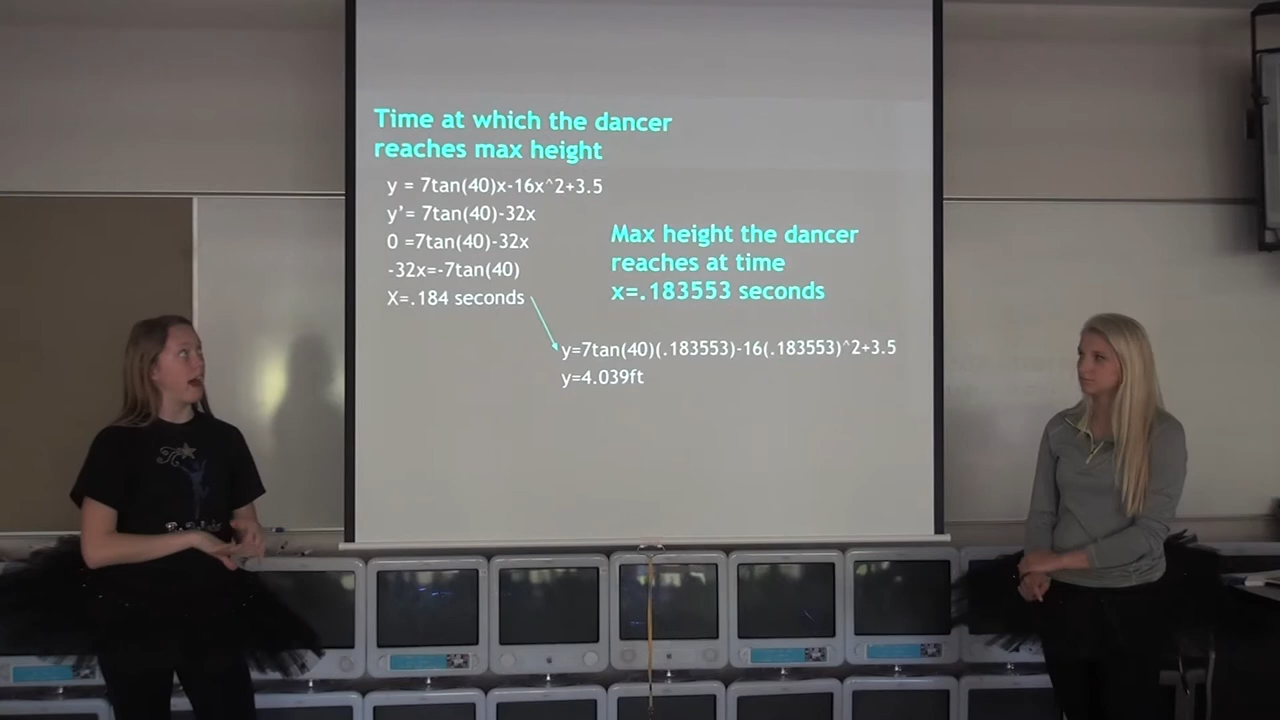 Time at which the dancer
reaches max height
y = 7tan(40)x-16x^2+3.5
y'= 7tan(40)-32x
0 =7tan(40)-32x
-32x=-7tan(40)
X=.184 seconds
Max height the dancer
reaches at time
x=.183553 seconds
y=7tan(40)(.183553)-16(.183553)^2+3.5
y=4.039ft